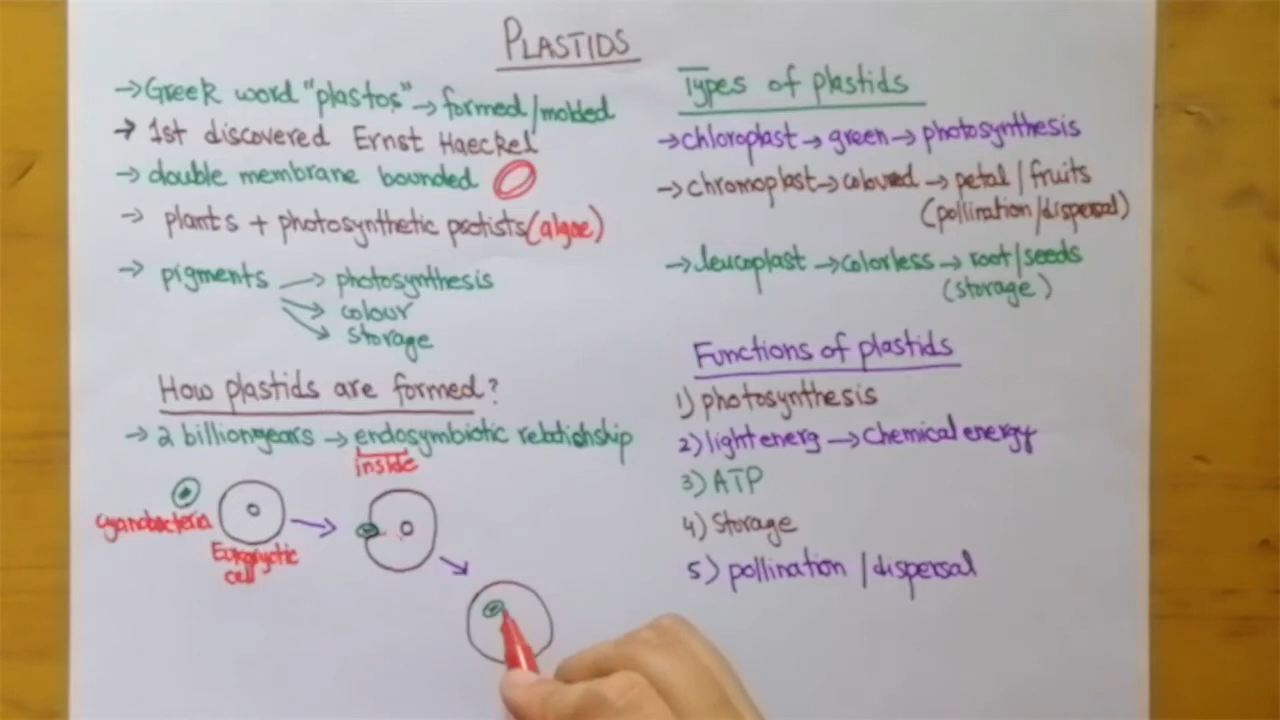 PLASTIDS
→ Greek word "plastos" → formed/molded
→ 1st discovered Ernst Haeckel
→ double membrane bounded
→ plants + photosynthetic protists (algae)
→ pigments → photosynthesis
→ colour
→ storage
How plastids are formed?
→ 2 billion years → endosymbiotic relationship
inside
cyanobacteria
Eukaryotic
cell
Types of plastids
→ chloroplast → green → photosynthesis
→ chromoplast → coloured → petal / fruits
(pollination/dispersal)
→ leucoplast → colorless → root/seeds
(storage)
Functions of plastids
1) photosynthesis
2) light energ → Chemical energy
3) ATP
4) Storage
5) pollination / dispersal